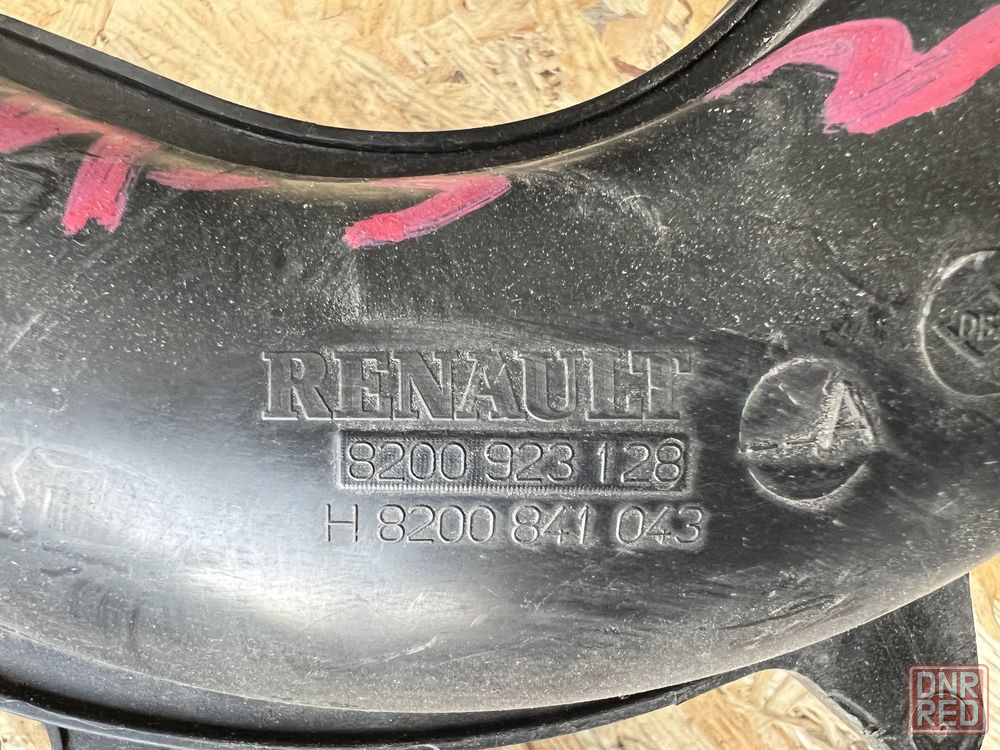 RENAULT
8200 923 128
H 8200 841 043
A
DNR
RED